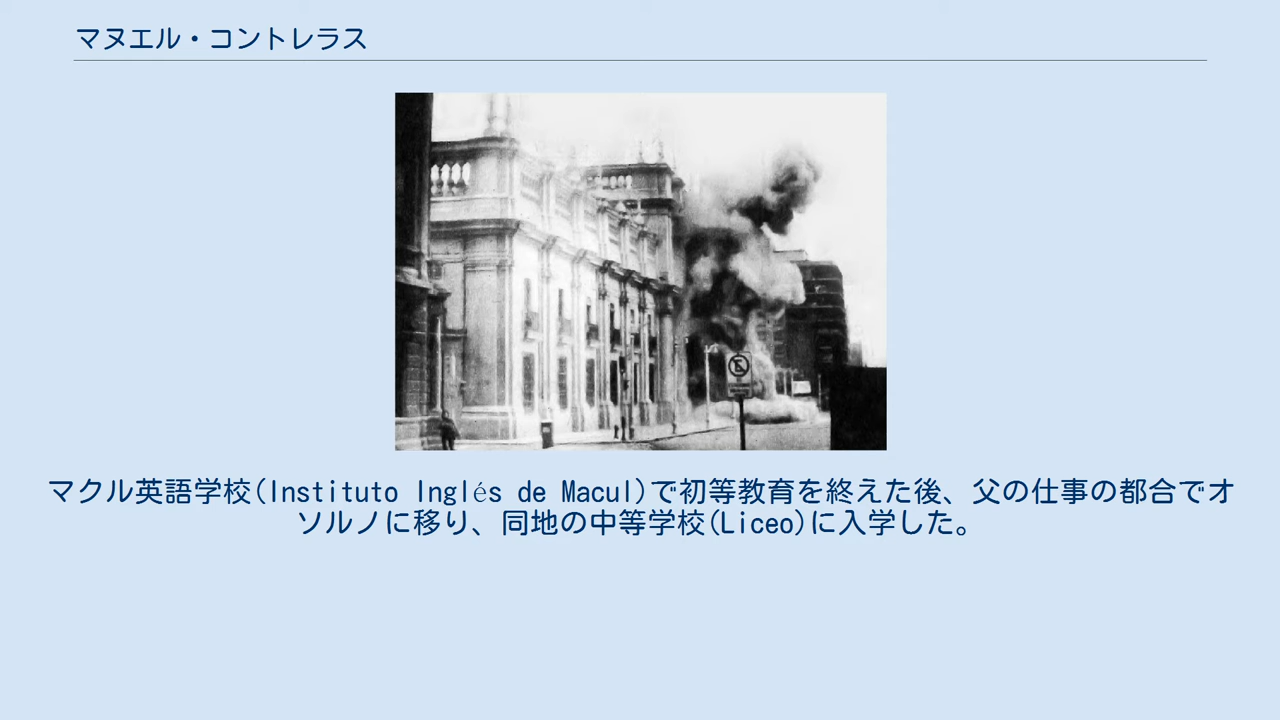 マヌエル・コントレラス
マクル英語学校(Instituto Inglés de Macul)で初等教育を終えた後、父の仕事の都合でオ
ソルノに移り、同地の中等学校(Liceo)に入学した。